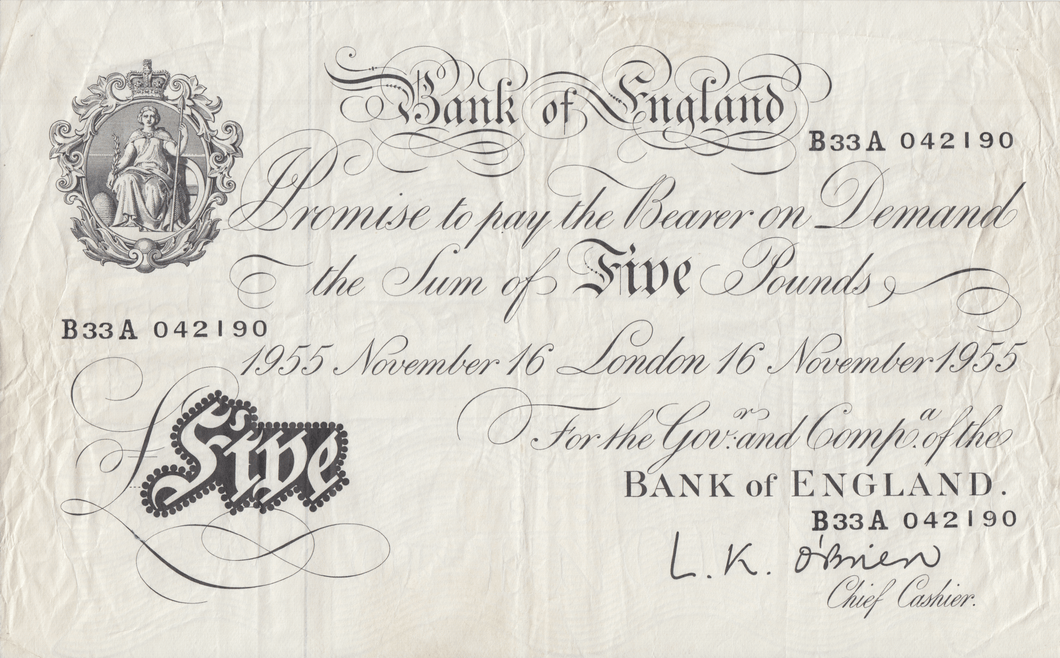 Bank of England
B33A 042190
I Promise to pay the Bearer on Demand
the Sum of Five Pounds
B33A 042190
1955 November 16 London 16 November 1955
£Five
For the Gov.r and Comp.a of the
BANK of ENGLAND.
B33A 042190
L. K. O'Brien
Chief Cashier.